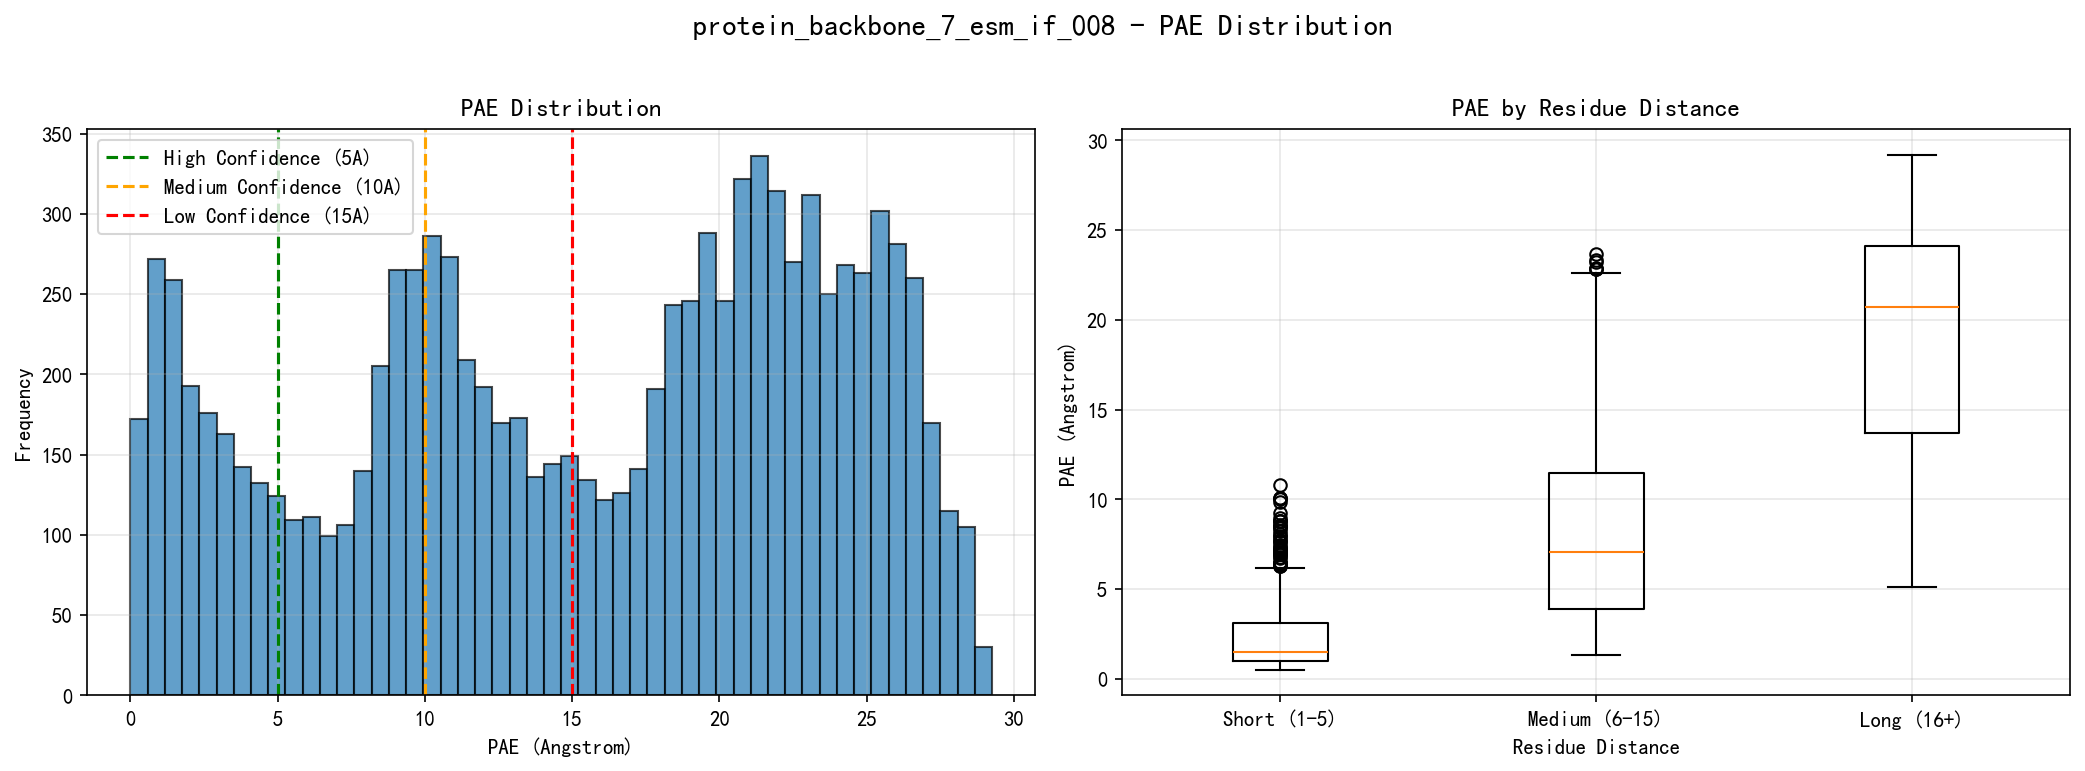 protein_backbone_7_esm_if_008 - PAE Distribution
PAE Distribution
High Confidence (5A)
Medium Confidence (10A)
Low Confidence (15A)
350
300
250
200
150
100
50
0
Frequency
0 5 10 15 20 25 30
PAE (Angstrom)
PAE by Residue Distance
30
25
20
15
10
5
0
PAE (Angstrom)
Short (1-5) Medium (6-15) Long (16+)
Residue Distance